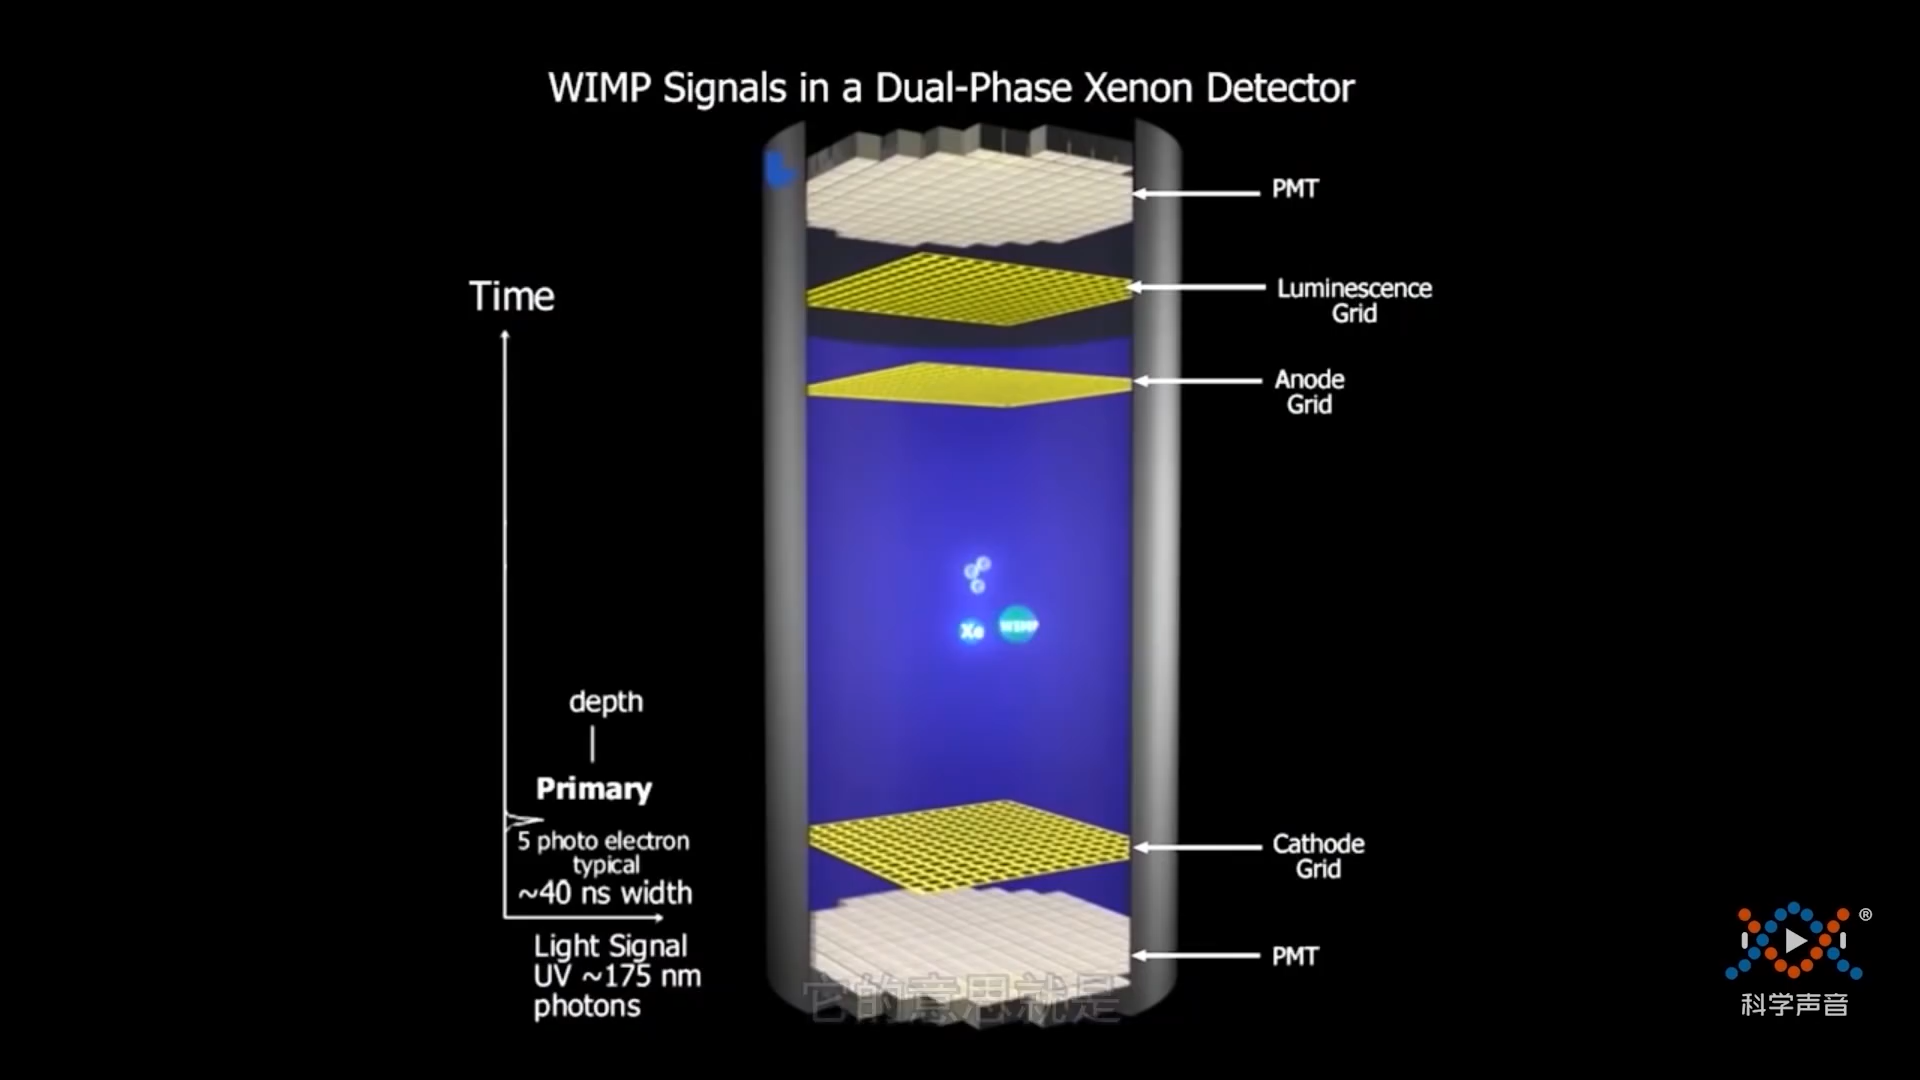 WIMP Signals in a Dual-Phase Xenon Detector
PMT
Luminescence
Grid
Time
Anode
Grid
Xe
WIMP
depth
Primary
5 photo electron
typical
~40 ns width
Cathode
Grid
Light Signal
UV ~175 nm
photons
PMT
它的意思就是
®
科学声音